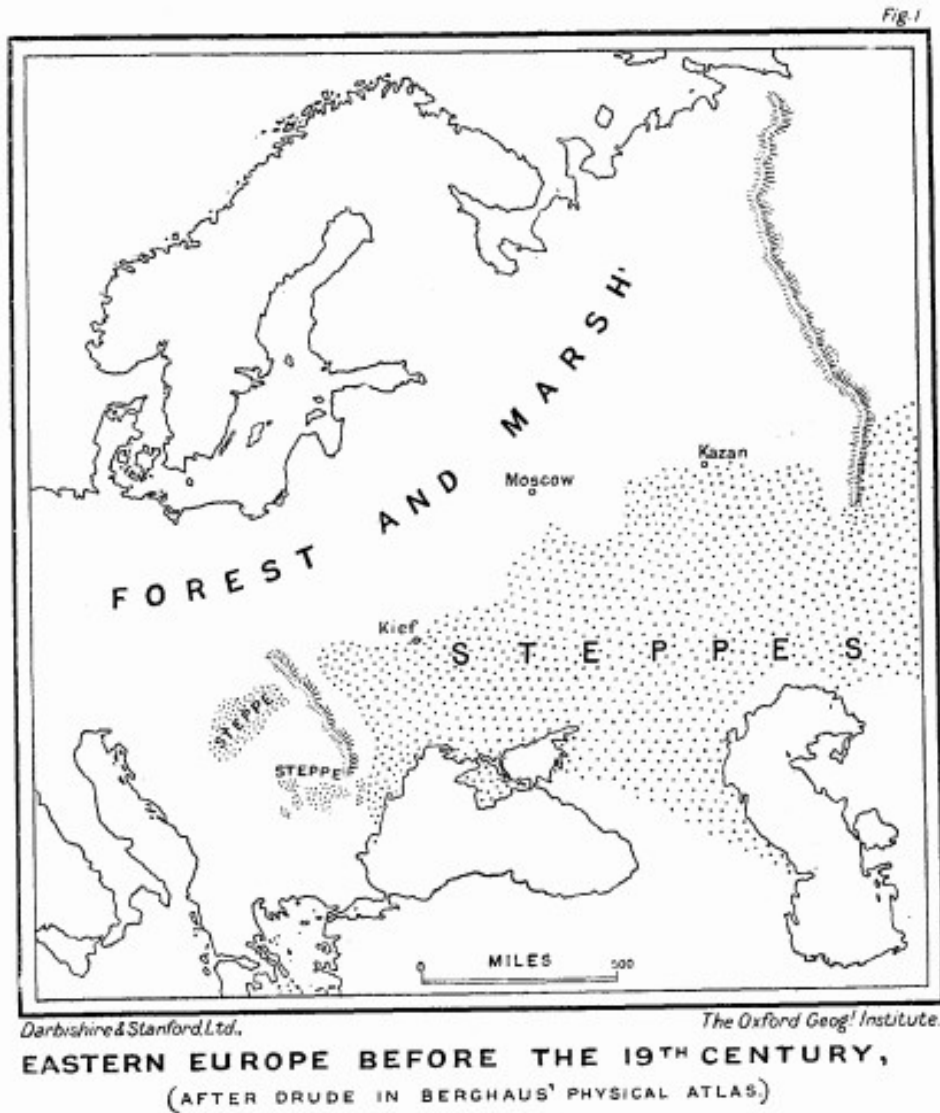 Fig. 1
FOREST AND MARSH
Kazan
Moscow
Kief
STEPPES
STEPPE
STEPPE
0 MILES 500
Darbishire & Stanford, Ltd.,
The Oxford Geog! Institute.
EASTERN EUROPE BEFORE THE 19TH CENTURY,
(AFTER DRUDE IN BERGHAUS' PHYSICAL ATLAS.)